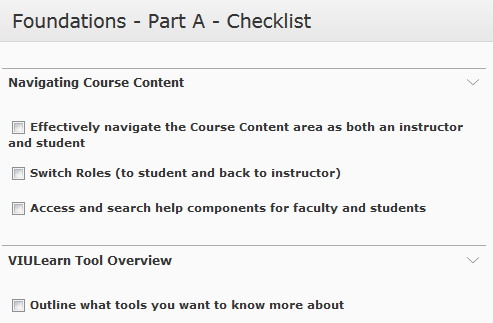 Foundations - Part A - Checklist
Navigating Course Content
Effectively navigate the Course Content area as both an instructor
and student
Switch Roles (to student and back to instructor)
Access and search help components for faculty and students
VIULearn Tool Overview
Outline what tools you want to know more about